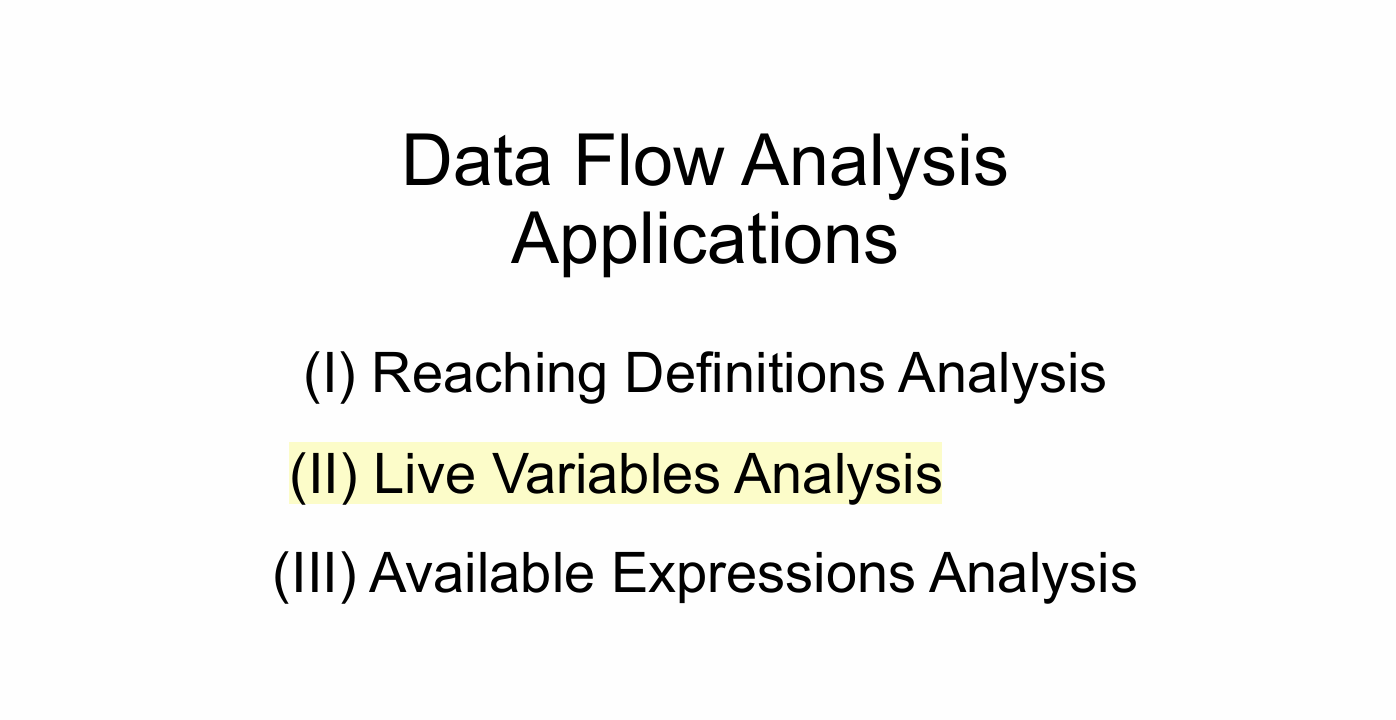 Data Flow Analysis
Applications
(I) Reaching Definitions Analysis
(II) Live Variables Analysis
(III) Available Expressions Analysis